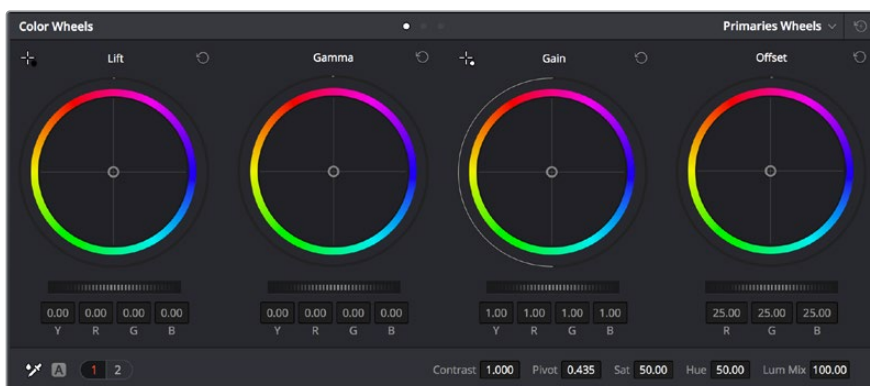 Color Wheels Primaries Wheels
Lift Gamma Gain Offset
0.00 0.00 0.00 0.00 0.00 0.00 0.00 0.00 1.00 1.00 1.00 1.00 25.00 25.00 25.00
Y R G B Y R G B Y R G B R G B
A 1 2 Contrast 1.000 Pivot 0.435 Sat 50.00 Hue 50.00 Lum Mix 100.00